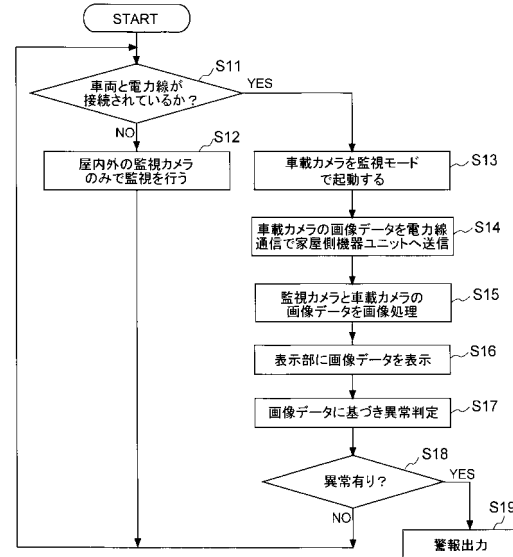 START
S11
車両と電力線が
接続されているか？
YES
NO
S12
屋内外の監視カメラ
のみで監視を行う
S13
車載カメラを監視モード
で起動する
S14
車載カメラの画像データを電力線
通信で家屋側機器ユニットへ送信
S15
監視カメラと車載カメラの
画像データを画像処理
S16
表示部に画像データを表示
S17
画像データに基づき異常判定
S18
異常有り？
YES
NO
S19
警報出力